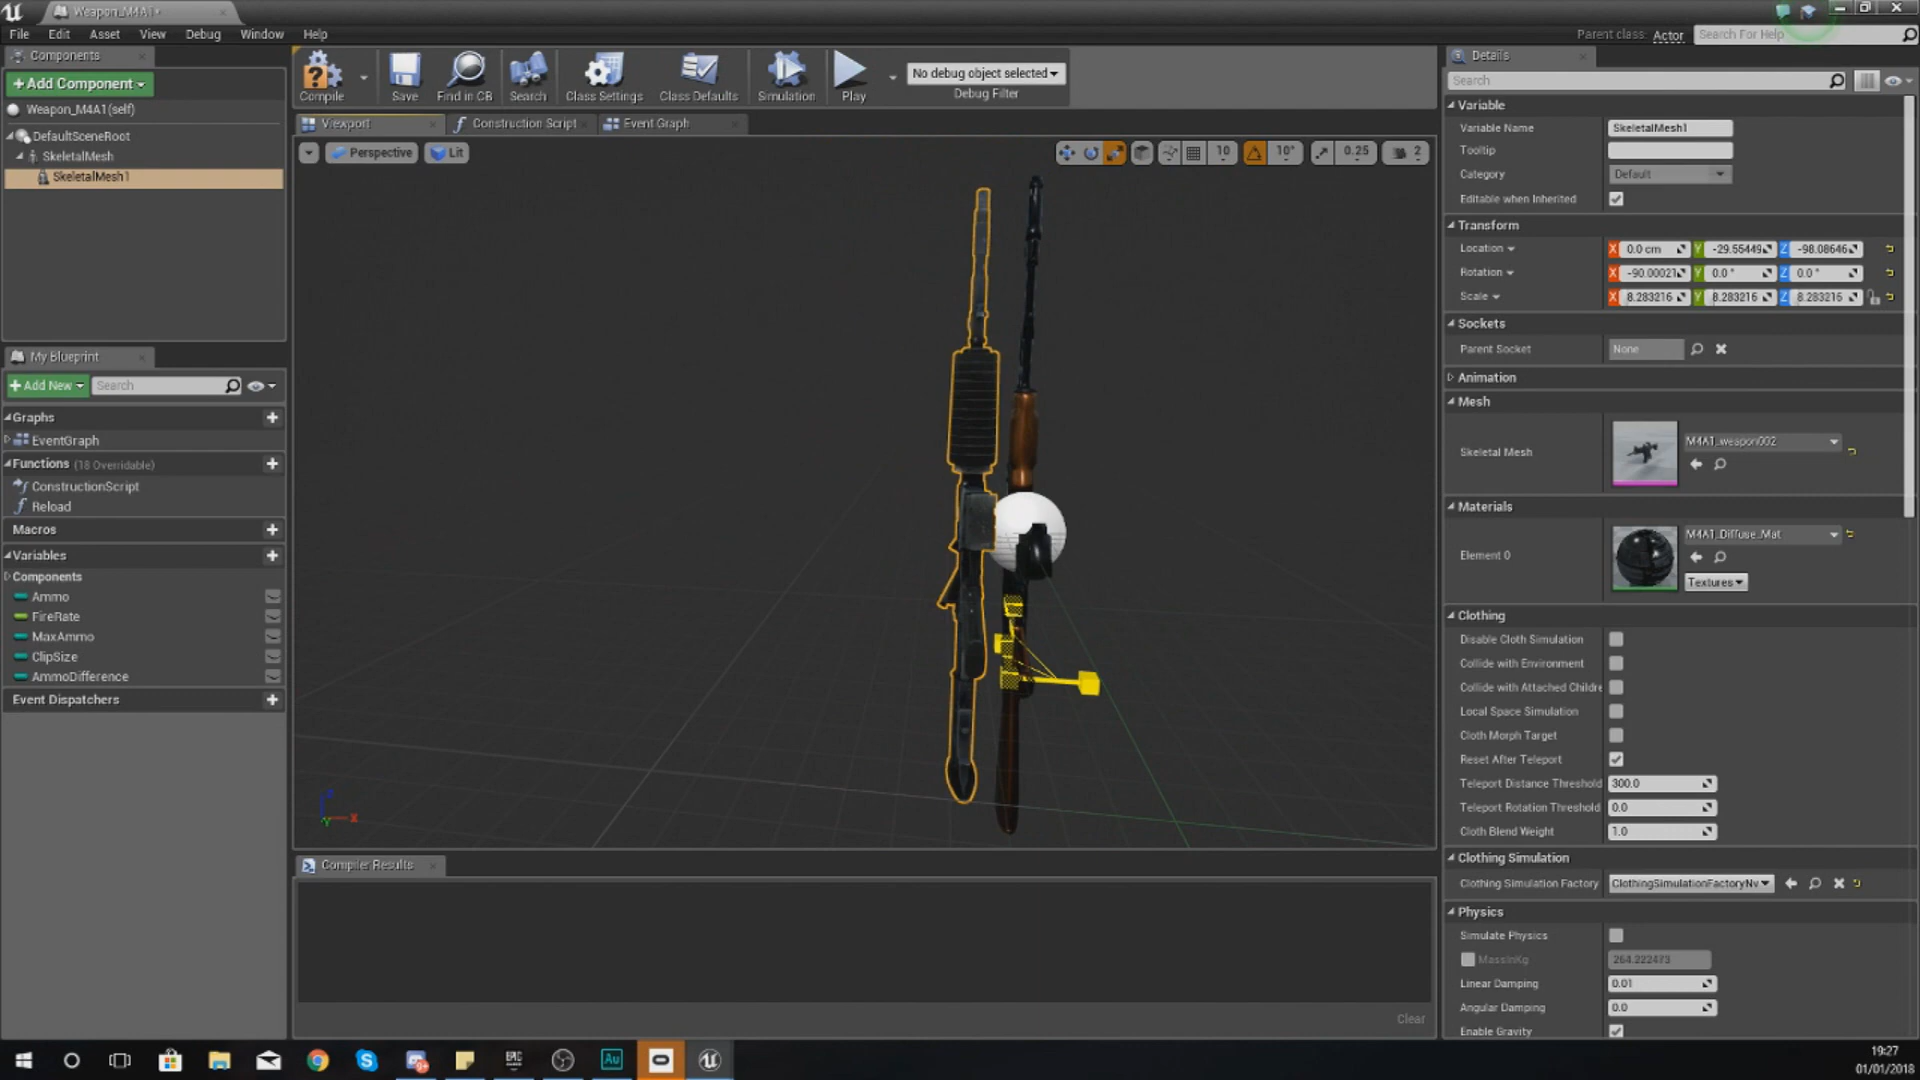 Weapon_M4A1*
File Edit Asset View Debug Window Help
Parent class: Actor
Search For Help
Components
+Add Component
Weapon_M4A1(self)
DefaultSceneRoot
SkeletalMesh
SkeletalMesh1
Compile
Save
Find in CB
Search
Class Settings
Class Defaults
Simulation
Play
No debug object selected
Debug Filter
Viewport
Construction Script
Event Graph
Perspective
Lit
10
10°
0.25
2
My Blueprint
+Add New
Search
Graphs
EventGraph
Functions (18 Overridable)
ConstructionScript
Reload
Macros
Variables
Components
Ammo
FireRate
MaxAmmo
ClipSize
AmmoDifference
Event Dispatchers
Z
X
Y
Compiler Results
Clear
Details
Search
Variable
Variable Name SkeletalMesh1
Tooltip
Category Default
Editable when Inherited
Transform
Location X 0.0 cm Y -29.55449 Z -98.08646
Rotation X -90.00021 Y 0.0 ° Z 0.0 °
Scale X 8.283216 Y 8.283216 Z 8.283216
Sockets
Parent Socket None
Animation
Mesh
Skeletal Mesh M4A1_weapon002
Materials
Element 0 M4A1_Diffuse_Mat
Textures
Clothing
Disable Cloth Simulation
Collide with Environment
Collide with Attached Childre
Local Space Simulation
Cloth Morph Target
Reset After Teleport
Teleport Distance Threshold 300.0
Teleport Rotation Threshold 0.0
Cloth Blend Weight 1.0
Clothing Simulation
Clothing Simulation Factory ClothingSimulationFactoryNv
Physics
Simulate Physics
MassInKg 264.222473
Linear Damping 0.01
Angular Damping 0.0
Enable Gravity
EPIC
Au
19:27
01/01/2018